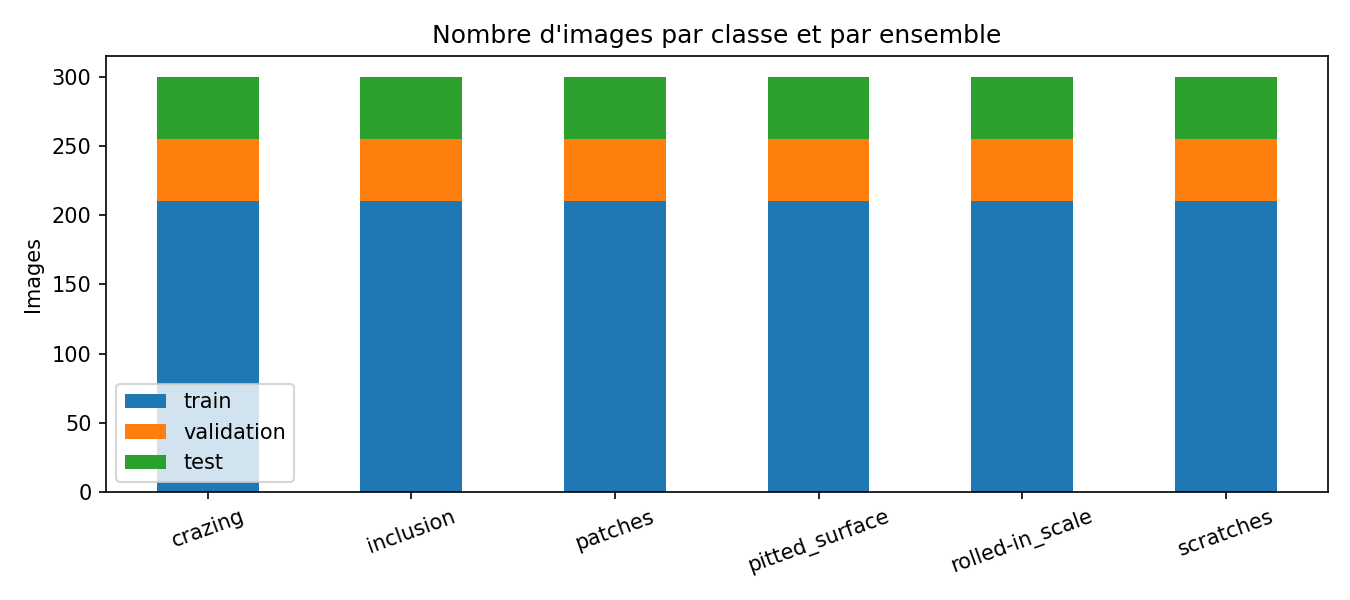 Nombre d'images par classe et par ensemble
Images
300
250
200
150
100
50
0
train
validation
test
crazing
inclusion
patches
pitted_surface
rolled-in_scale
scratches